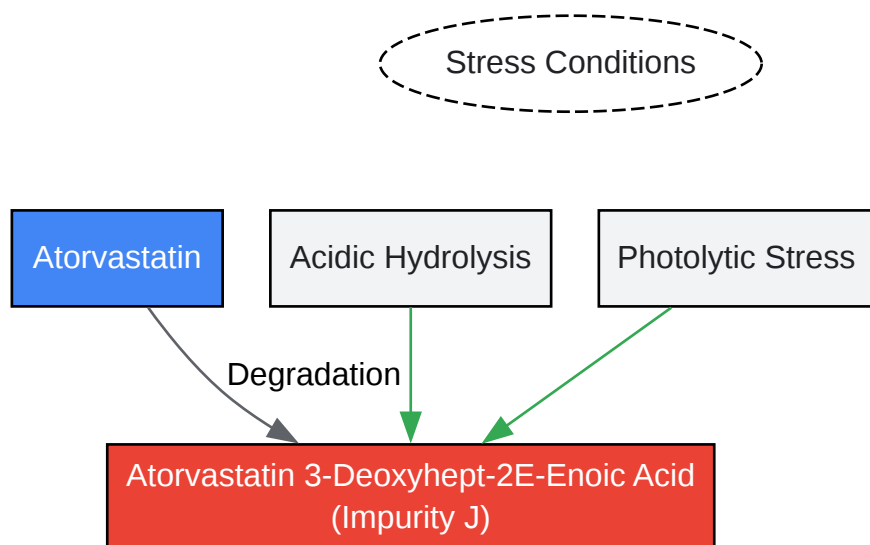 Stress Conditions
Atorvastatin
Acidic Hydrolysis
Photolytic Stress
Degradation
Atorvastatin 3-Deoxyhept-2E-Enoic Acid
(Impurity J)